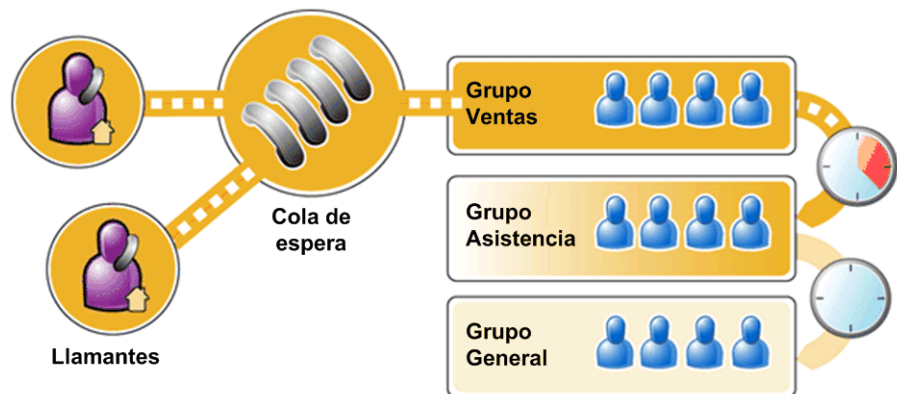 Grupo
Ventas
Cola de
espera
Grupo
Asistencia
Llamantes
Grupo
General